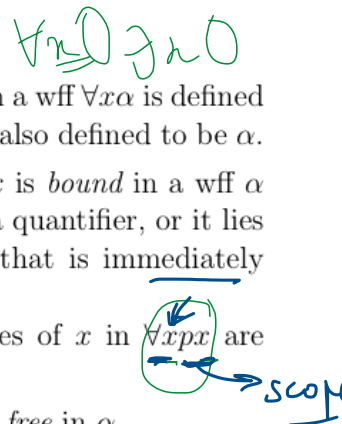 ∀x() ∃x()
a wff ∀xα is defined
also defined to be α.
is bound in a wff α
quantifier, or it lies
that is immediately
es of x in ∀xpx are
scope
free in α